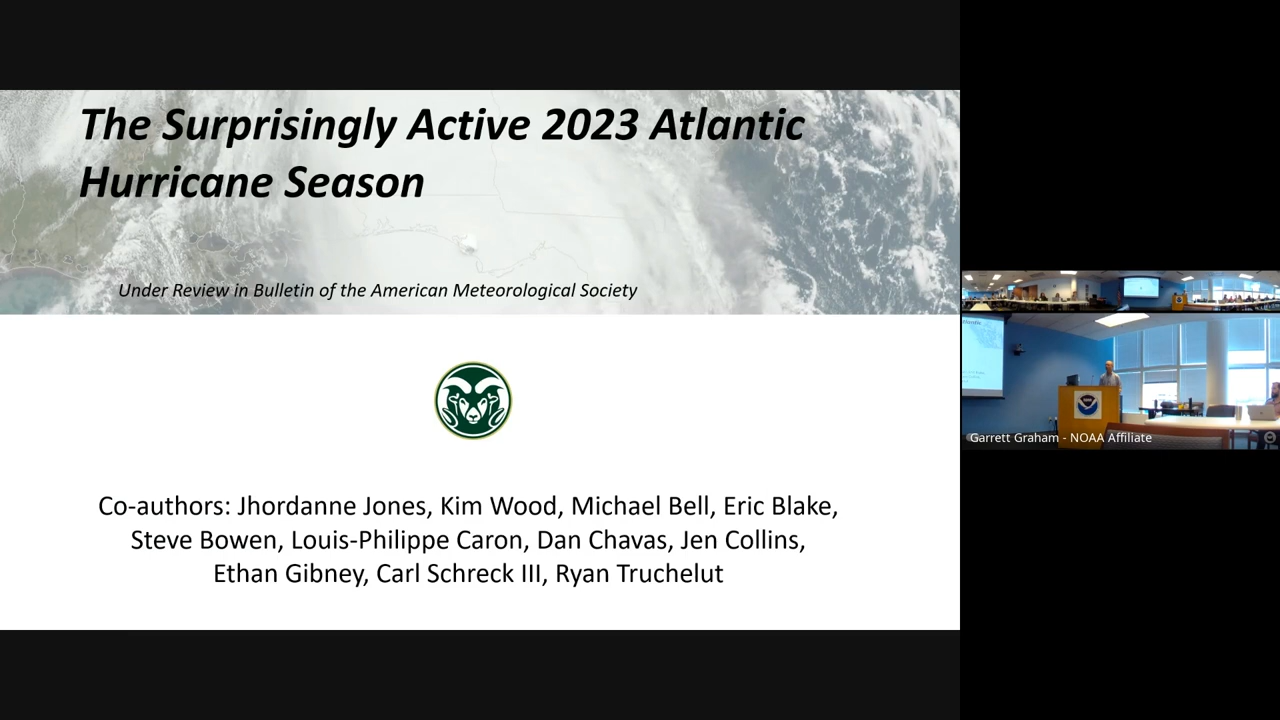 The Surprisingly Active 2023 Atlantic
Hurricane Season
Under Review in Bulletin of the American Meteorological Society
Co-authors: Jhordanne Jones, Kim Wood, Michael Bell, Eric Blake,
Steve Bowen, Louis-Philippe Caron, Dan Chavas, Jen Collins,
Ethan Gibney, Carl Schreck III, Ryan Truchelut
Garrett Graham - NOAA Affiliate